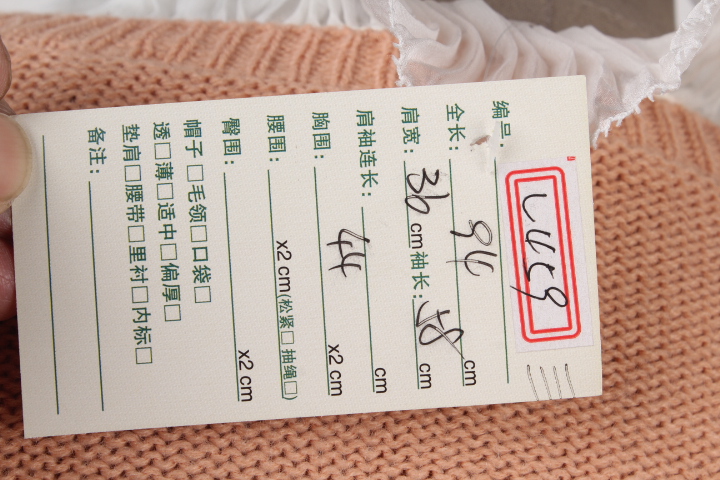 编号: L459
全长: 94 cm
肩宽: 36 cm 袖长: 58 cm
肩袖连长: cm
胸围: 44 x2 cm
腰围: x2 cm(松紧□ 抽绳□)
臀围: x2 cm
帽子□毛领□口袋□
透□薄□适中□偏厚□
垫肩□腰带□里衬□内标□
备注: